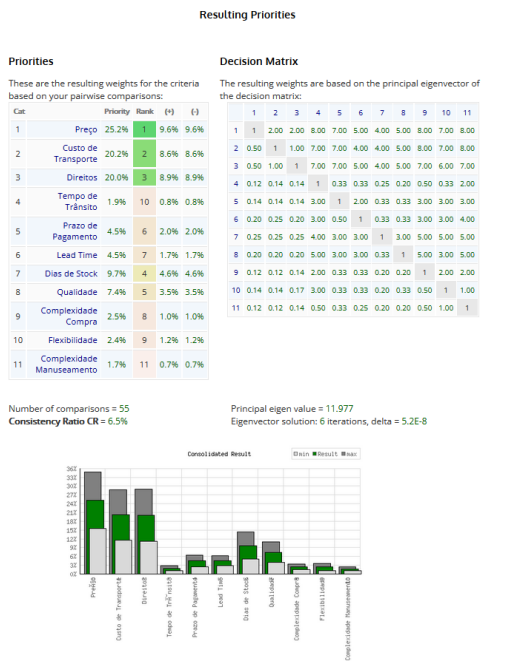 Resulting Priorities
Priorities
These are the resulting weights for the criteria
based on your pairwise comparisons:
Cat Priority Rank (+) (-)
1 Preço 25.2% 1 9.6% 9.6%
2 Custo de
Transporte 20.2% 2 8.6% 8.6%
3 Direitos 20.0% 3 8.9% 8.9%
4 Tempo de
Trânsito 1.9% 10 0.8% 0.8%
5 Prazo de
Pagamento 4.5% 6 2.0% 2.0%
6 Lead Time 4.5% 7 1.7% 1.7%
7 Dias de Stock 9.7% 4 4.6% 4.6%
8 Qualidade 7.4% 5 3.5% 3.5%
9 Complexidade
Compra 2.5% 8 1.0% 1.0%
10 Flexibilidade 2.4% 9 1.2% 1.2%
11 Complexidade
Manuseamento 1.7% 11 0.7% 0.7%
Decision Matrix
The resulting weights are based on the principal eigenvector of
the decision matrix:
1 2 3 4 5 6 7 8 9 10 11
1 1 2.00 2.00 8.00 7.00 5.00 4.00 5.00 8.00 7.00 8.00
2 0.50 1 1.00 7.00 7.00 4.00 4.00 5.00 8.00 7.00 8.00
3 0.50 1.00 1 7.00 7.00 5.00 4.00 5.00 7.00 6.00 7.00
4 0.12 0.14 0.14 1 0.33 0.33 0.25 0.20 0.50 0.33 2.00
5 0.14 0.14 0.14 3.00 1 2.00 0.33 0.33 3.00 3.00 3.00
6 0.20 0.25 0.20 3.00 0.50 1 0.33 0.33 3.00 3.00 4.00
7 0.25 0.25 0.25 4.00 3.00 3.00 1 3.00 5.00 5.00 5.00
8 0.20 0.20 0.20 5.00 3.00 3.00 0.33 1 5.00 3.00 5.00
9 0.12 0.12 0.14 2.00 0.33 0.33 0.20 0.20 1 2.00 2.00
10 0.14 0.14 0.17 3.00 0.33 0.33 0.20 0.33 0.50 1 1.00
11 0.12 0.12 0.14 0.50 0.33 0.25 0.20 0.20 0.50 1.00 1
Number of comparisons = 55
Consistency Ratio CR = 6.5%
Principal eigen value = 11.977
Eigenvector solution: 6 iterations, delta = 5.2E-8
Consolidated Result
min Result max
36%
33%
30%
27%
24%
21%
18%
15%
12%
9%
6%
3%
0%
Custo de Transporte
Direitos
Prazo de Pagamento
Lead Time
Dias de Stock
Qualidade
Complexidade Compra
Flexibilidade
Complexidade Manuseamento